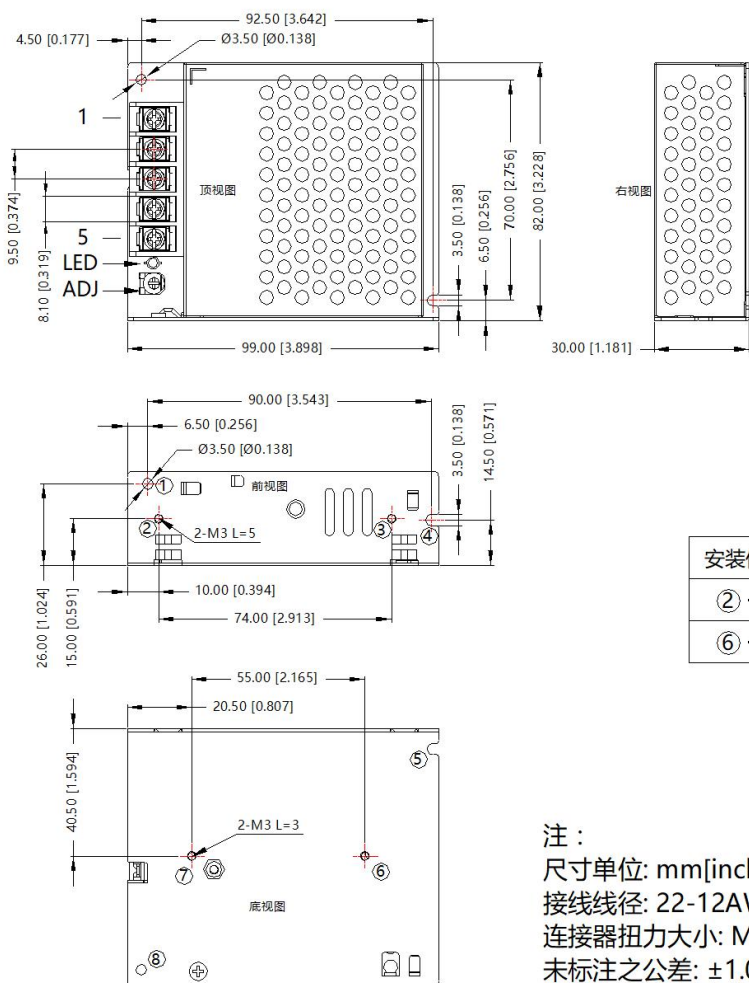 92.50 [3.642]
4.50 [0.177]
Ø3.50 [Ø0.138]
1
5
LED
ADJ
9.50 [0.374]
8.10 [0.319]
顶视图
3.50 [0.138]
6.50 [0.256]
70.00 [2.756]
82.00 [3.228]
99.00 [3.898]
右视图
30.00 [1.181]
90.00 [3.543]
6.50 [0.256]
Ø3.50 [Ø0.138]
① 前视图
② 2-M3 L=5 ③ ④
3.50 [0.138]
14.50 [0.571]
26.00 [1.024]
15.00 [0.591]
10.00 [0.394]
74.00 [2.913]
安装
②
⑥
55.00 [2.165]
20.50 [0.807]
40.50 [1.594]
⑤
2-M3 L=3
⑦ ⑥
底视图
⑧
注：
尺寸单位: mm[inch
接线线径: 22-12AW
连接器扭力大小: M
未标注之公差: ±1.0